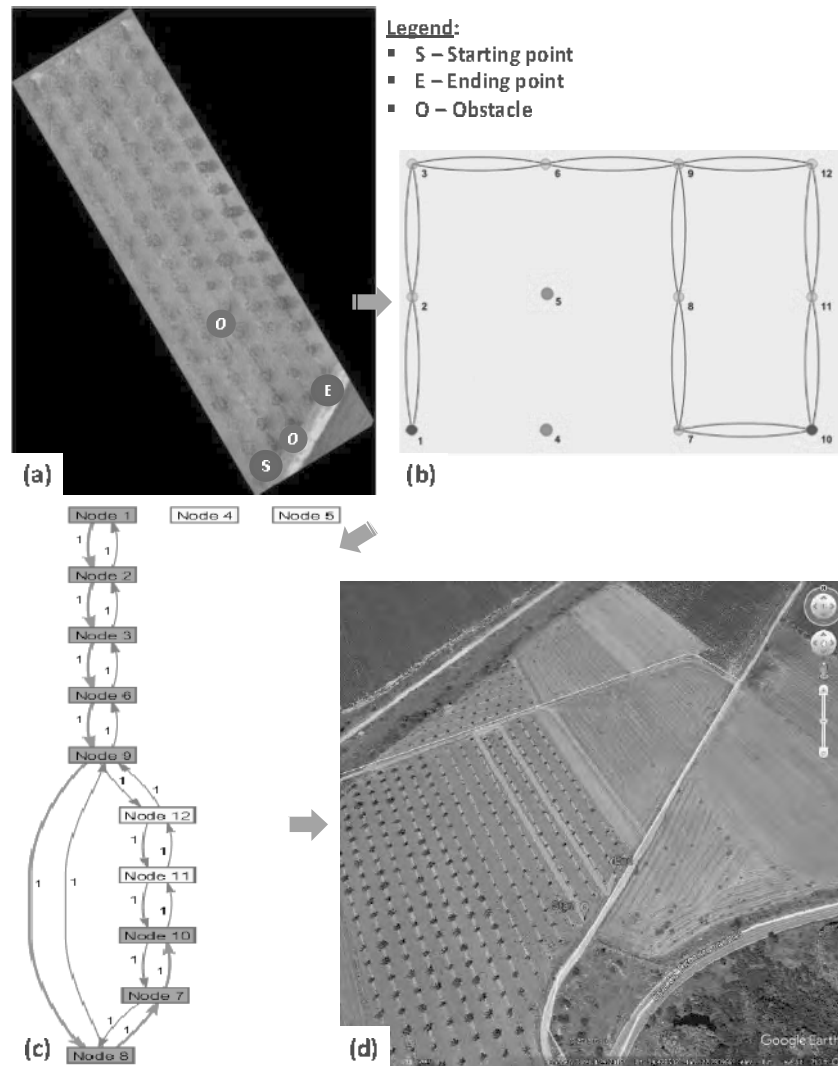 Legend:
▪ S – Starting point
▪ E – Ending point
▪ O – Obstacle
O
E
O
S
(a)
3 6 9 12
2 5 8 11
1 4 7 10
(b)
Node 1 Node 4 Node 5
1 1
Node 2
1 1
Node 3
1 1
Node 6
1 1
Node 9
1 1
Node 12
1 1
Node 11
1 1 1 1
Node 10
1 1
Node 7
1 1
Node 8
(c)
(d)
Google Earth